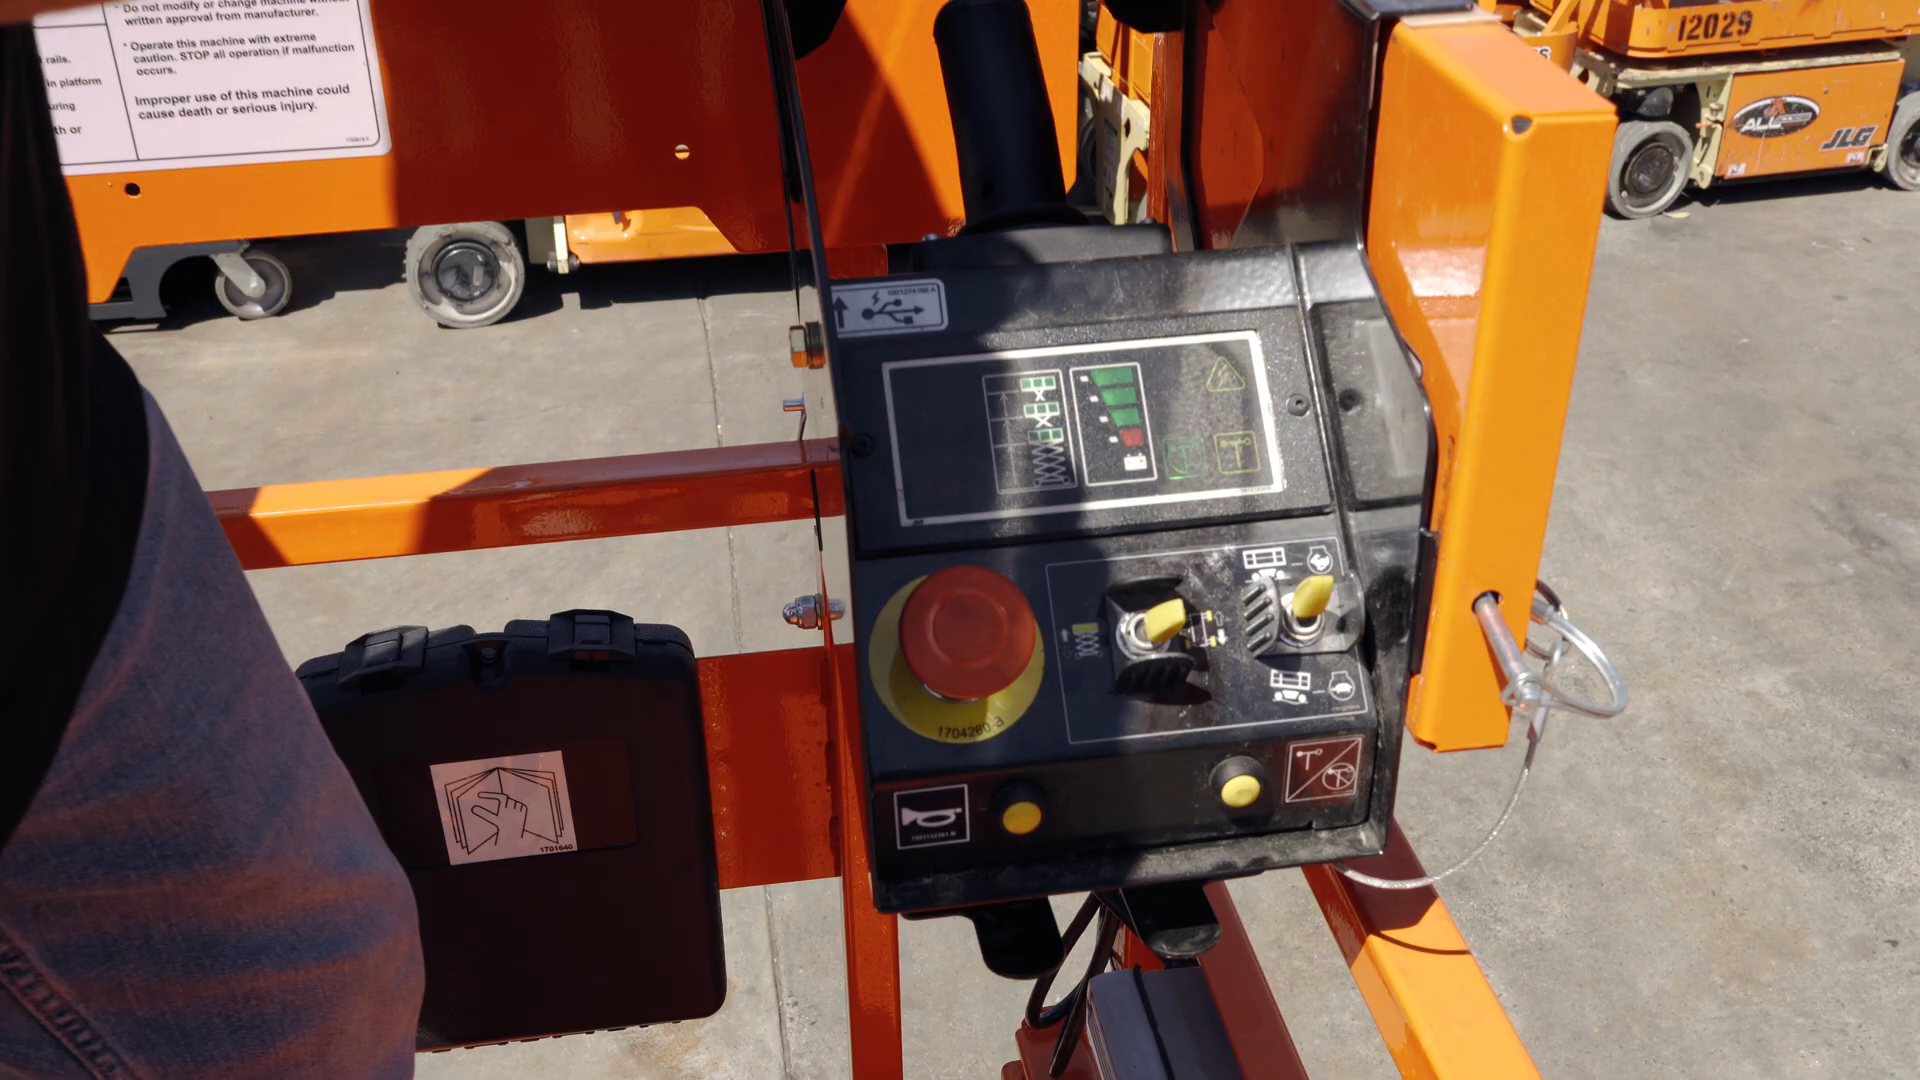 * Do not modify or change machine without
written approval from manufacturer.
* Operate this machine with extreme
caution. STOP all operation if malfunction
occurs.
Improper use of this machine could
cause death or serious injury.
rails.
in platform
uring
th or
12029
ALL
JLG
1001274168 A
1704260-B
1701640